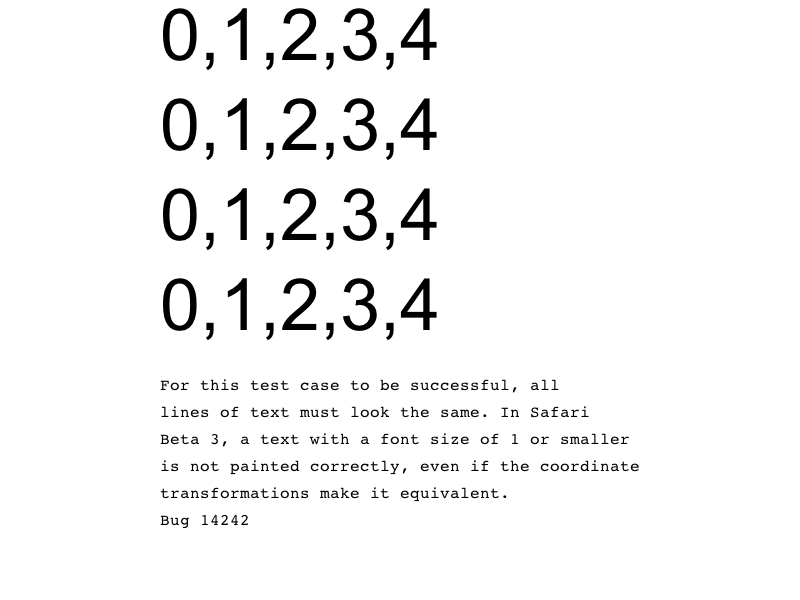 0,1,2,3,4
0,1,2,3,4
0,1,2,3,4
0,1,2,3,4
For this test case to be successful, all
lines of text must look the same. In Safari
Beta 3, a text with a font size of 1 or smaller
is not painted correctly, even if the coordinate
transformations make it equivalent.
Bug 14242